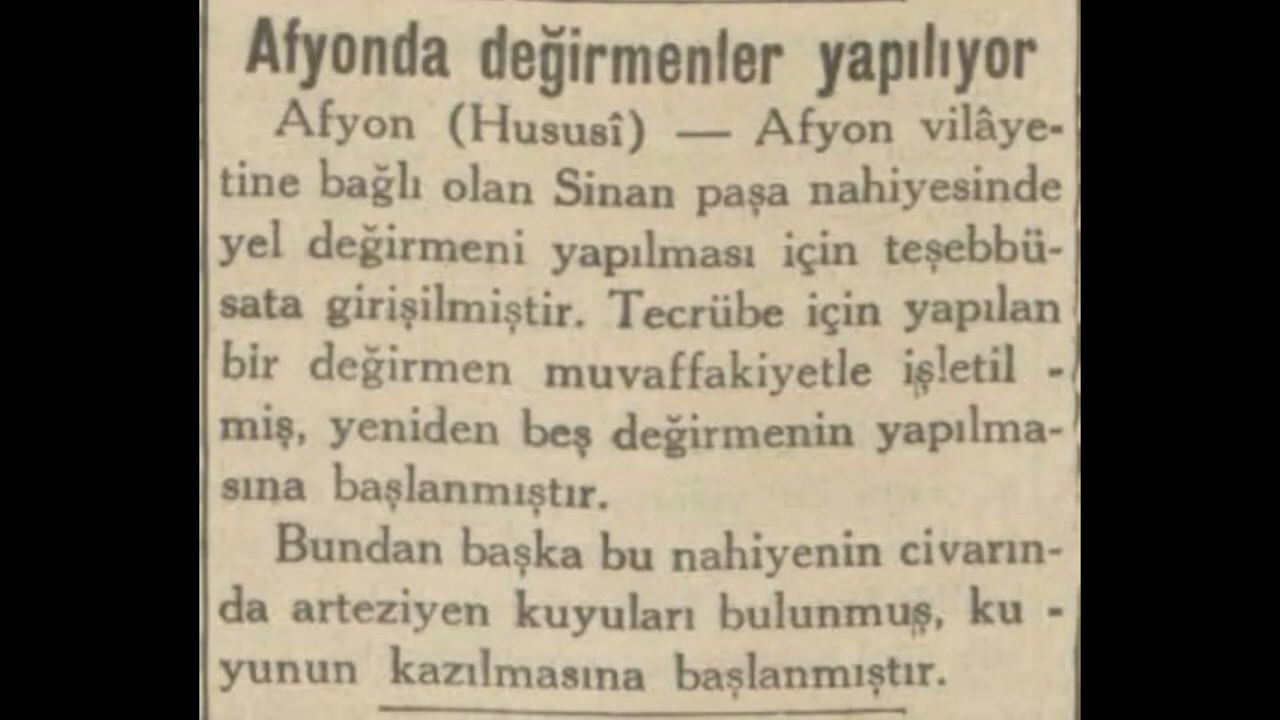 Afyonda değirmenler yapılıyor
Afyon (Hususî) — Afyon vilâye-
tine bağlı olan Sinan paşa nahiyesinde
yel değirmeni yapılması için teşebbü-
sata girişilmiştir. Tecrübe için yapılan
bir değirmen muvaffakiyetle işletil -
miş, yeniden beş değirmenin yapılma-
sına başlanmıştır.
Bundan başka bu nahiyenin civarın-
da arteziyen kuyuları bulunmuş, ku -
yunun kazılmasına başlanmıştır.